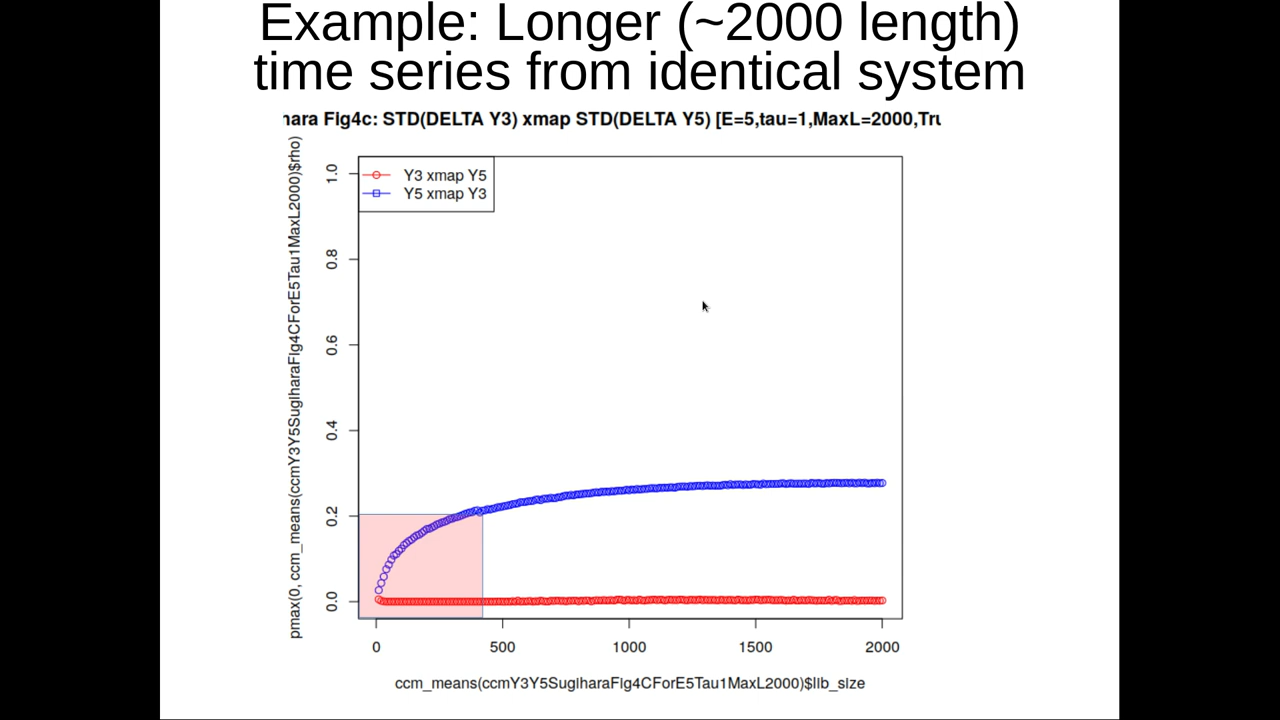 Example: Longer (~2000 length)
time series from identical system
hara Fig4c: STD(DELTA Y3) xmap STD(DELTA Y5) [E=5,tau=1,MaxL=2000,Tru
pmax(0, ccm_means(ccmY3Y5SugiharaFig4CForE5Tau1MaxL2000)$rho)
1.0
0.8
0.6
0.4
0.2
0.0
Y3 xmap Y5
Y5 xmap Y3
0 500 1000 1500 2000
ccm_means(ccmY3Y5SugiharaFig4CForE5Tau1MaxL2000)$lib_size